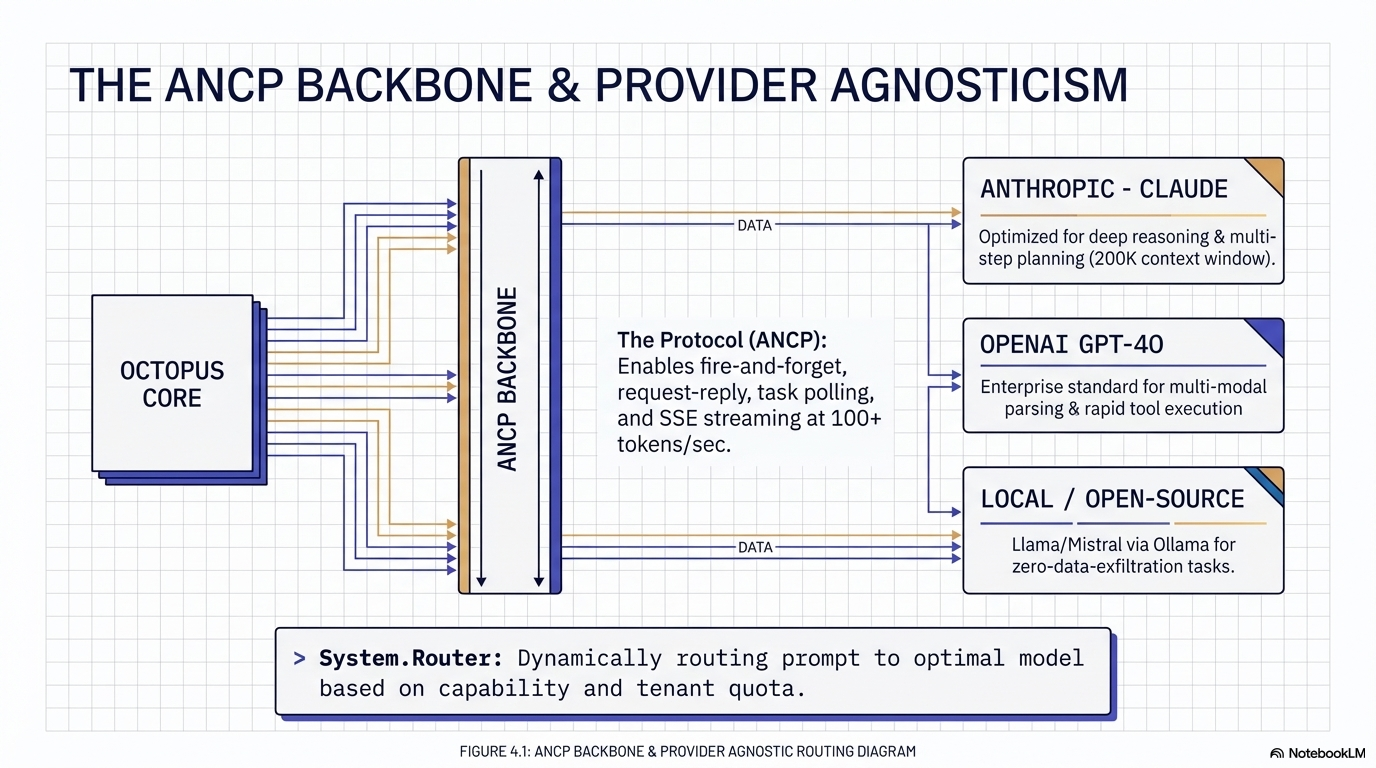 THE ANCP BACKBONE & PROVIDER AGNOSTICISM
OCTOPUS
CORE
ANCP BACKBONE
DATA
The Protocol (ANCP):
Enables fire-and-forget,
request-reply, task polling,
and SSE streaming at 100+
tokens/sec.
DATA
ANTHROPIC - CLAUDE
Optimized for deep reasoning & multi-
step planning (200K context window).
OPENAI GPT-4O
Enterprise standard for multi-modal
parsing & rapid tool execution
LOCAL / OPEN-SOURCE
Llama/Mistral via Ollama for
zero-data-exfiltration tasks.
> System.Router: Dynamically routing prompt to optimal model
based on capability and tenant quota.
FIGURE 4.1: ANCP BACKBONE & PROVIDER AGNOSTIC ROUTING DIAGRAM
NotebookLM